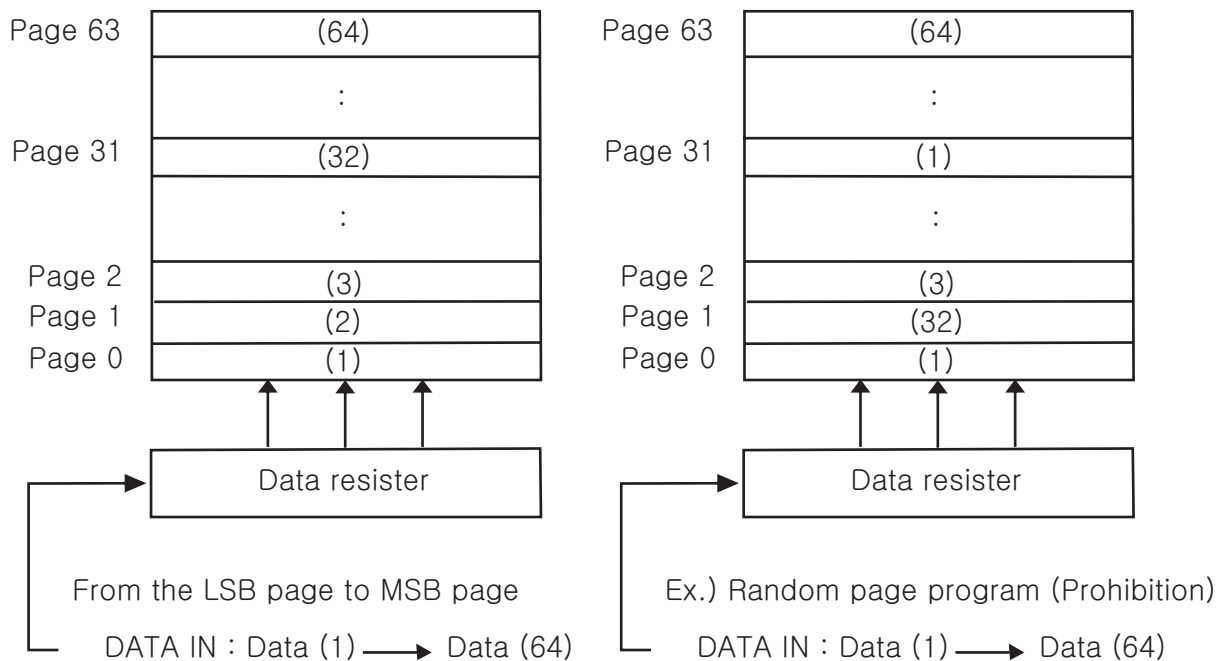 Page 63
(64)
:
Page 31
(32)
:
Page 2
(3)
Page 1
(2)
Page 0
(1)
Data resister
From the LSB page to MSB page
DATA IN : Data (1) Data (64)
Page 63
(64)
:
Page 31
(1)
:
Page 2
(3)
Page 1
(32)
Page 0
(1)
Data resister
Ex.) Random page program (Prohibition)
DATA IN : Data (1) Data (64)